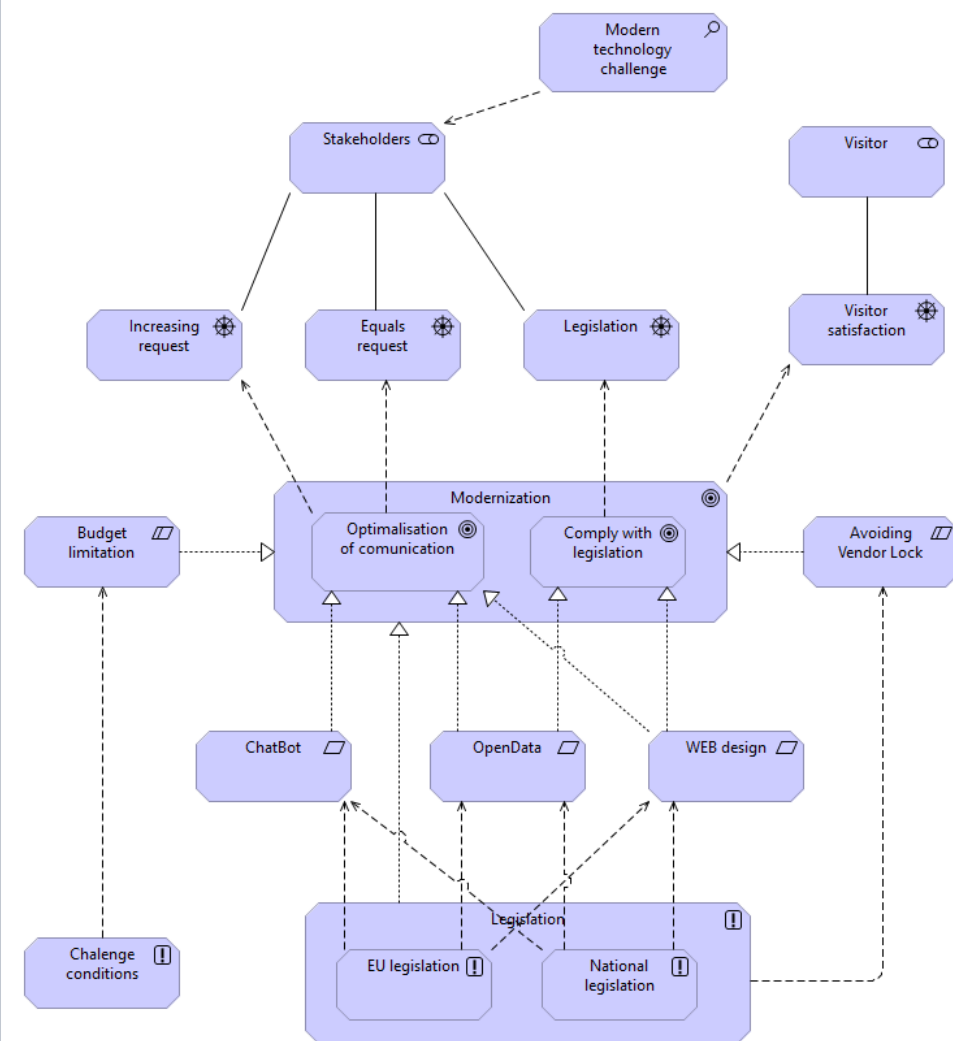 Modern
technology
challenge
Stakeholders
Visitor
Increasing
request
Equals
request
Legislation
Visitor
satisfaction
Modernization
Optimalisation
of comunication
Comply with
legislation
Budget
limitation
Avoiding
Vendor Lock
ChatBot
OpenData
WEB design
Legislation
EU legislation
National
legislation
Chalenge
conditions